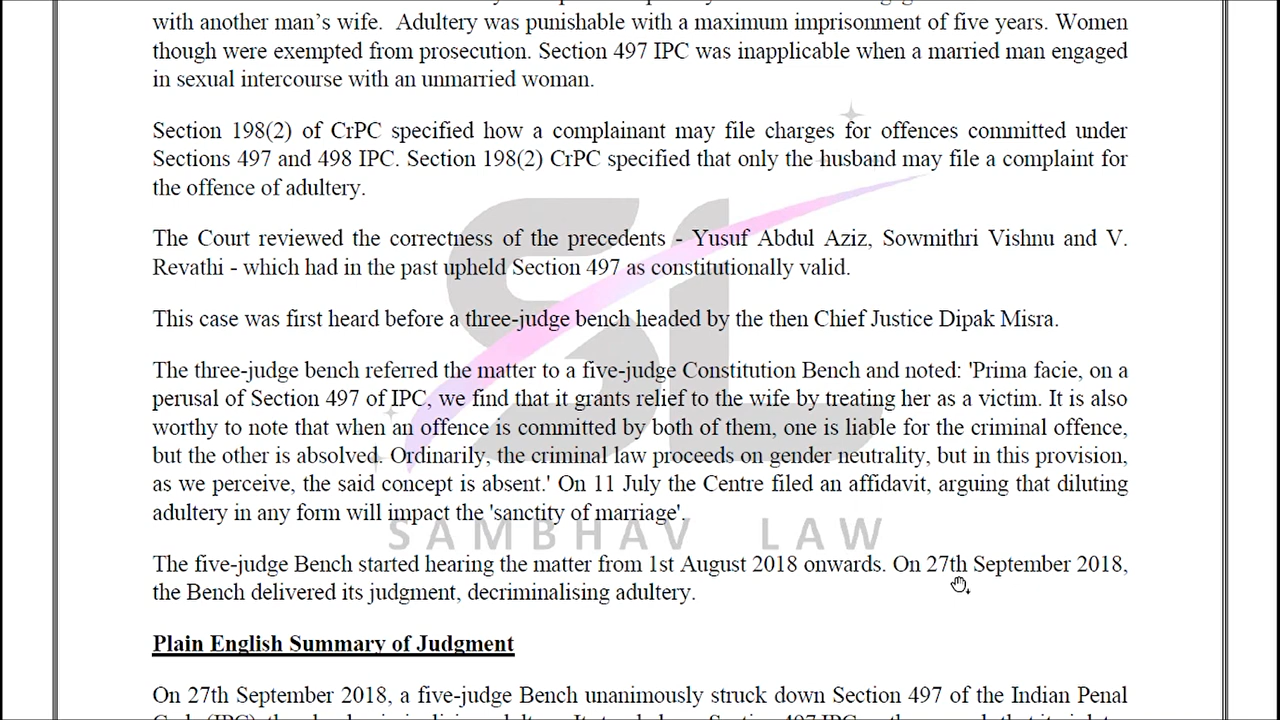 with another man's wife. Adultery was punishable with a maximum imprisonment of five years. Women
though were exempted from prosecution. Section 497 IPC was inapplicable when a married man engaged
in sexual intercourse with an unmarried woman.
Section 198(2) of CrPC specified how a complainant may file charges for offences committed under
Sections 497 and 498 IPC. Section 198(2) CrPC specified that only the husband may file a complaint for
the offence of adultery.
The Court reviewed the correctness of the precedents - Yusuf Abdul Aziz, Sowmithri Vishnu and V.
Revathi - which had in the past upheld Section 497 as constitutionally valid.
This case was first heard before a three-judge bench headed by the then Chief Justice Dipak Misra.
The three-judge bench referred the matter to a five-judge Constitution Bench and noted: 'Prima facie, on a
perusal of Section 497 of IPC, we find that it grants relief to the wife by treating her as a victim. It is also
worthy to note that when an offence is committed by both of them, one is liable for the criminal offence,
but the other is absolved. Ordinarily, the criminal law proceeds on gender neutrality, but in this provision,
as we perceive, the said concept is absent.' On 11 July the Centre filed an affidavit, arguing that diluting
adultery in any form will impact the 'sanctity of marriage'.
SL
SAMBHAV LAW
The five-judge Bench started hearing the matter from 1st August 2018 onwards. On 27th September 2018,
the Bench delivered its judgment, decriminalising adultery.
Plain English Summary of Judgment
On 27th September 2018, a five-judge Bench unanimously struck down Section 497 of the Indian Penal